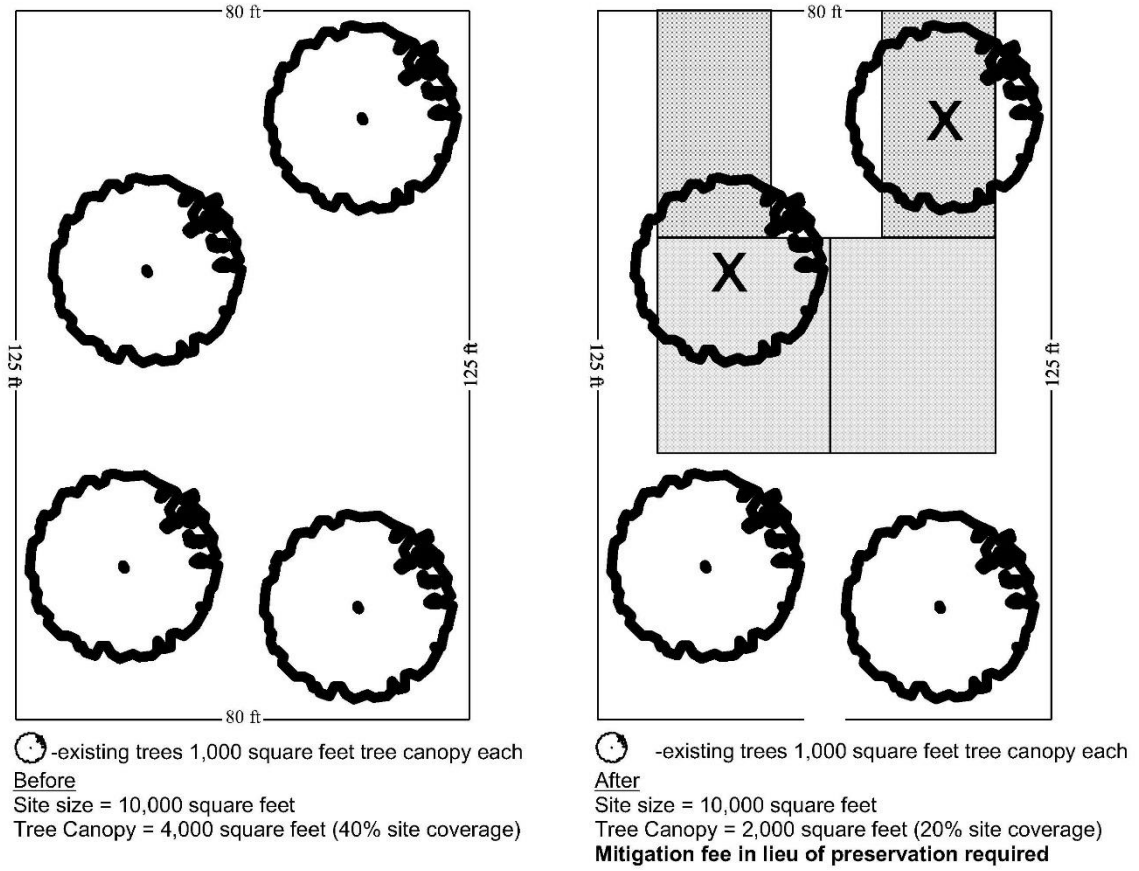 80 ft
80 ft
X
X
125 ft
125 ft
125 ft
125 ft
80 ft
-existing trees 1,000 square feet tree canopy each
Before
Site size = 10,000 square feet
Tree Canopy = 4,000 square feet (40% site coverage)
-existing trees 1,000 square feet tree canopy each
After
Site size = 10,000 square feet
Tree Canopy = 2,000 square feet (20% site coverage)
Mitigation fee in lieu of preservation required